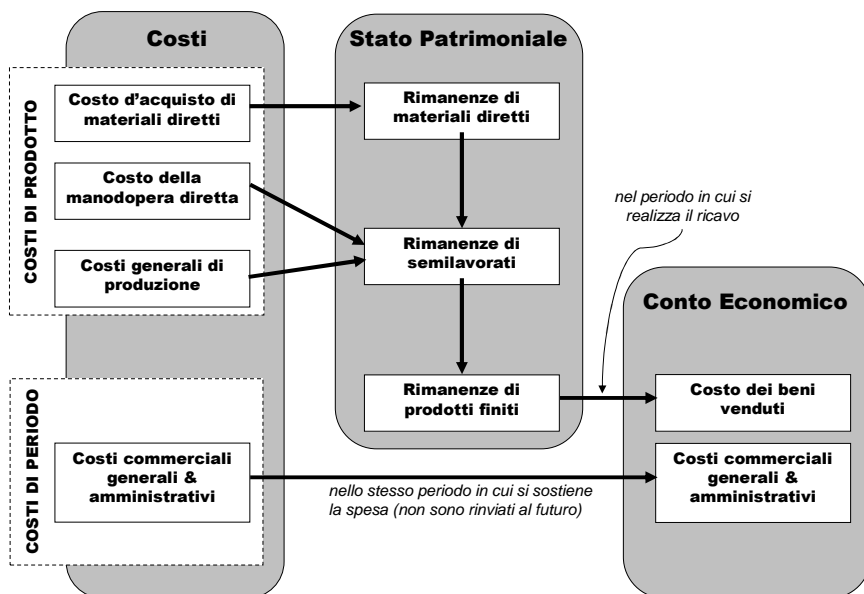 Costi
COSTI DI PRODOTTO
Costo d'acquisto di
materiali diretti
Costo della
manodopera diretta
Costi generali di
produzione
COSTI DI PERIODO
Costi commerciali
generali &
amministrativi
Stato Patrimoniale
Rimanenze di
materiali diretti
Rimanenze di
semilavorati
Rimanenze di
prodotti finiti
nel periodo in cui si
realizza il ricavo
nello stesso periodo in cui si sostiene
la spesa (non sono rinviati al futuro)
Conto Economico
Costo dei beni
venduti
Costi commerciali
generali &
amministrativi